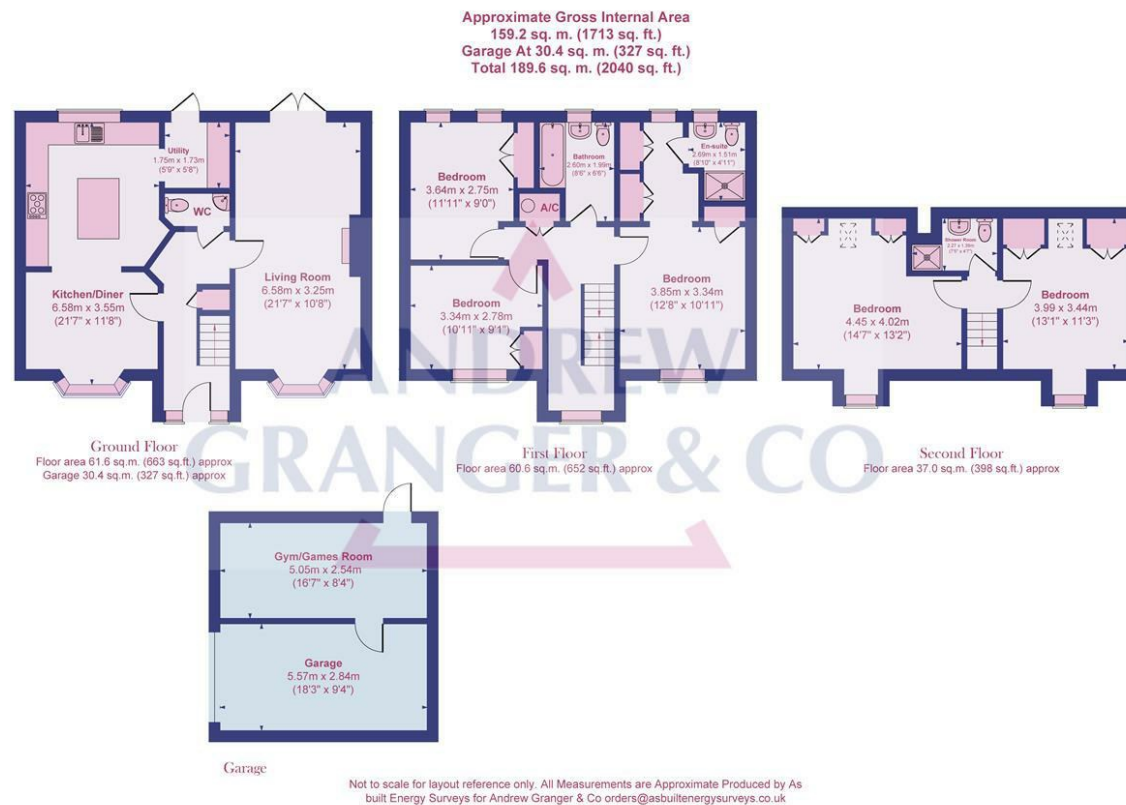 Approximate Gross Internal Area
159.2 sq. m. (1713 sq. ft.)
Garage At 30.4 sq. m. (327 sq. ft.)
Total 189.6 sq. m. (2040 sq. ft.)
Utility
1.75m x 1.73m
(5'9" x 5'8")
WC
Kitchen/Diner
6.58m x 3.55m
(21'7" x 11'8")
Living Room
6.58m x 3.25m
(21'7" x 10'8")
Ground Floor
Floor area 61.6 sq.m. (663 sq.ft.) approx
Garage 30.4 sq.m. (327 sq.ft.) approx
Bedroom
3.64m x 2.75m
(11'11" x 9'0")
Bathroom
2.60m x 1.99m
(8'6" x 6'6")
En-suite
2.69m x 1.51m
(8'10" x 4'11")
A/C
Bedroom
3.34m x 2.78m
(10'11" x 9'1")
Bedroom
3.85m x 3.34m
(12'8" x 10'11")
First Floor
Floor area 60.6 sq.m. (652 sq.ft.) approx
Shower Room
Bedroom
4.45 x 4.02m
(14'7" x 13'2")
Bedroom
3.99 x 3.44m
(13'1" x 11'3")
Second Floor
Floor area 37.0 sq.m. (398 sq.ft.) approx
ANDREW
GRANGER & CO
Gym/Games Room
5.05m x 2.54m
(16'7" x 8'4")
Garage
5.57m x 2.84m
(18'3" x 9'4")
Garage
Not to scale for layout reference only. All Measurements are Approximate Produced by As
built Energy Surveys for Andrew Granger & Co orders@asbuiltenergysurveys.co.uk